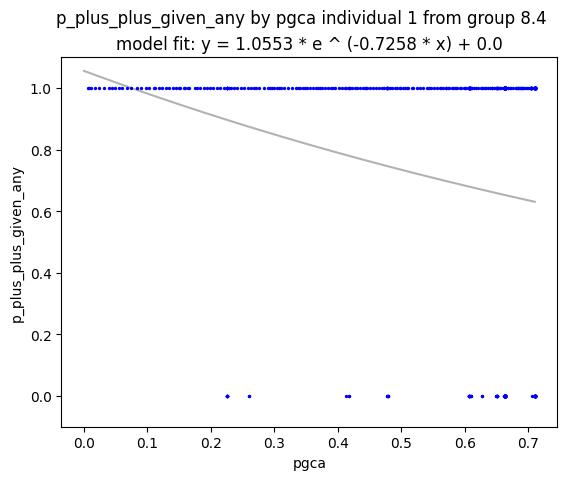 p_plus_plus_given_any by pgca individual 1 from group 8.4
model fit: y = 1.0553 * e ^ (-0.7258 * x) + 0.0
1.0
0.8
0.6
0.4
0.2
0.0
p_plus_plus_given_any
0.0 0.1 0.2 0.3 0.4 0.5 0.6 0.7
pgca